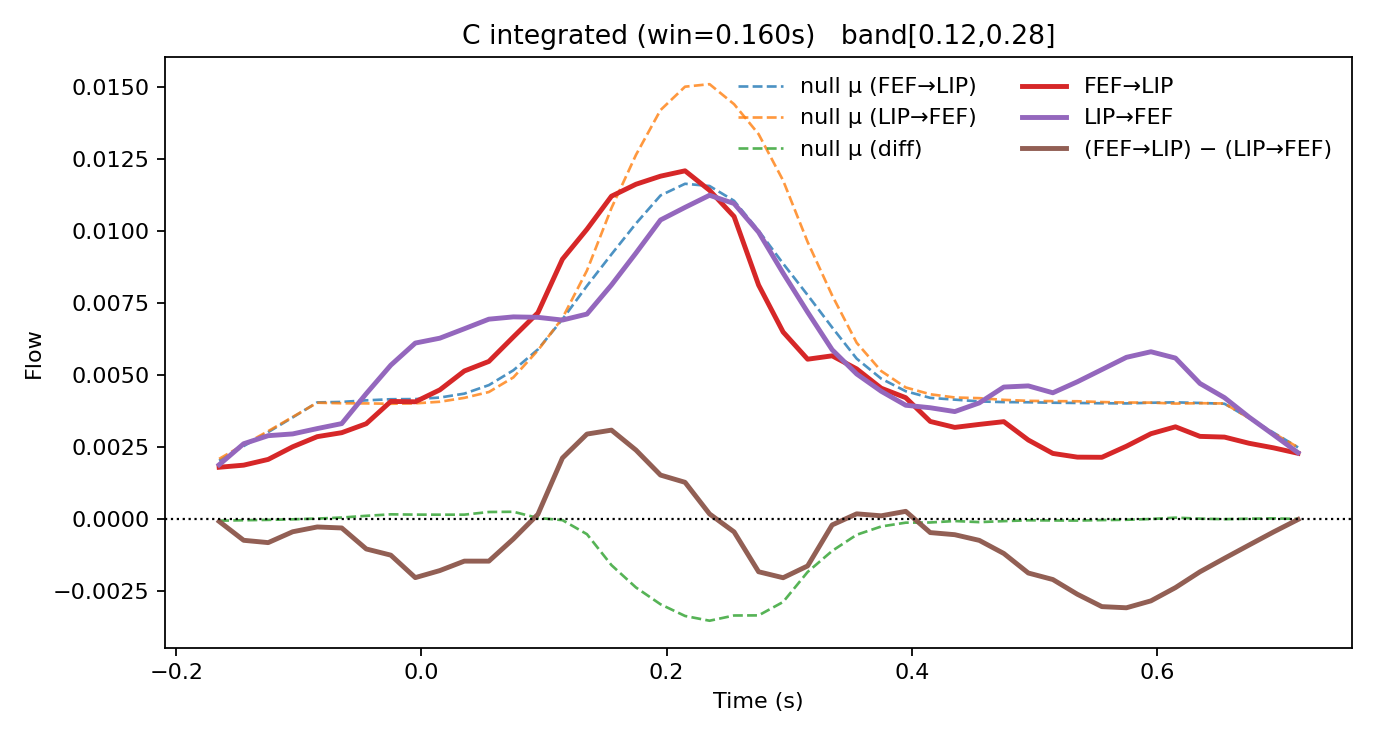 C integrated (win=0.160s)   band[0.12,0.28]
null μ (FEF→LIP)
null μ (LIP→FEF)
null μ (diff)
FEF→LIP
LIP→FEF
(FEF→LIP) − (LIP→FEF)
Flow
0.0150
0.0125
0.0100
0.0075
0.0050
0.0025
0.0000
−0.0025
−0.2 0.0 0.2 0.4 0.6
Time (s)